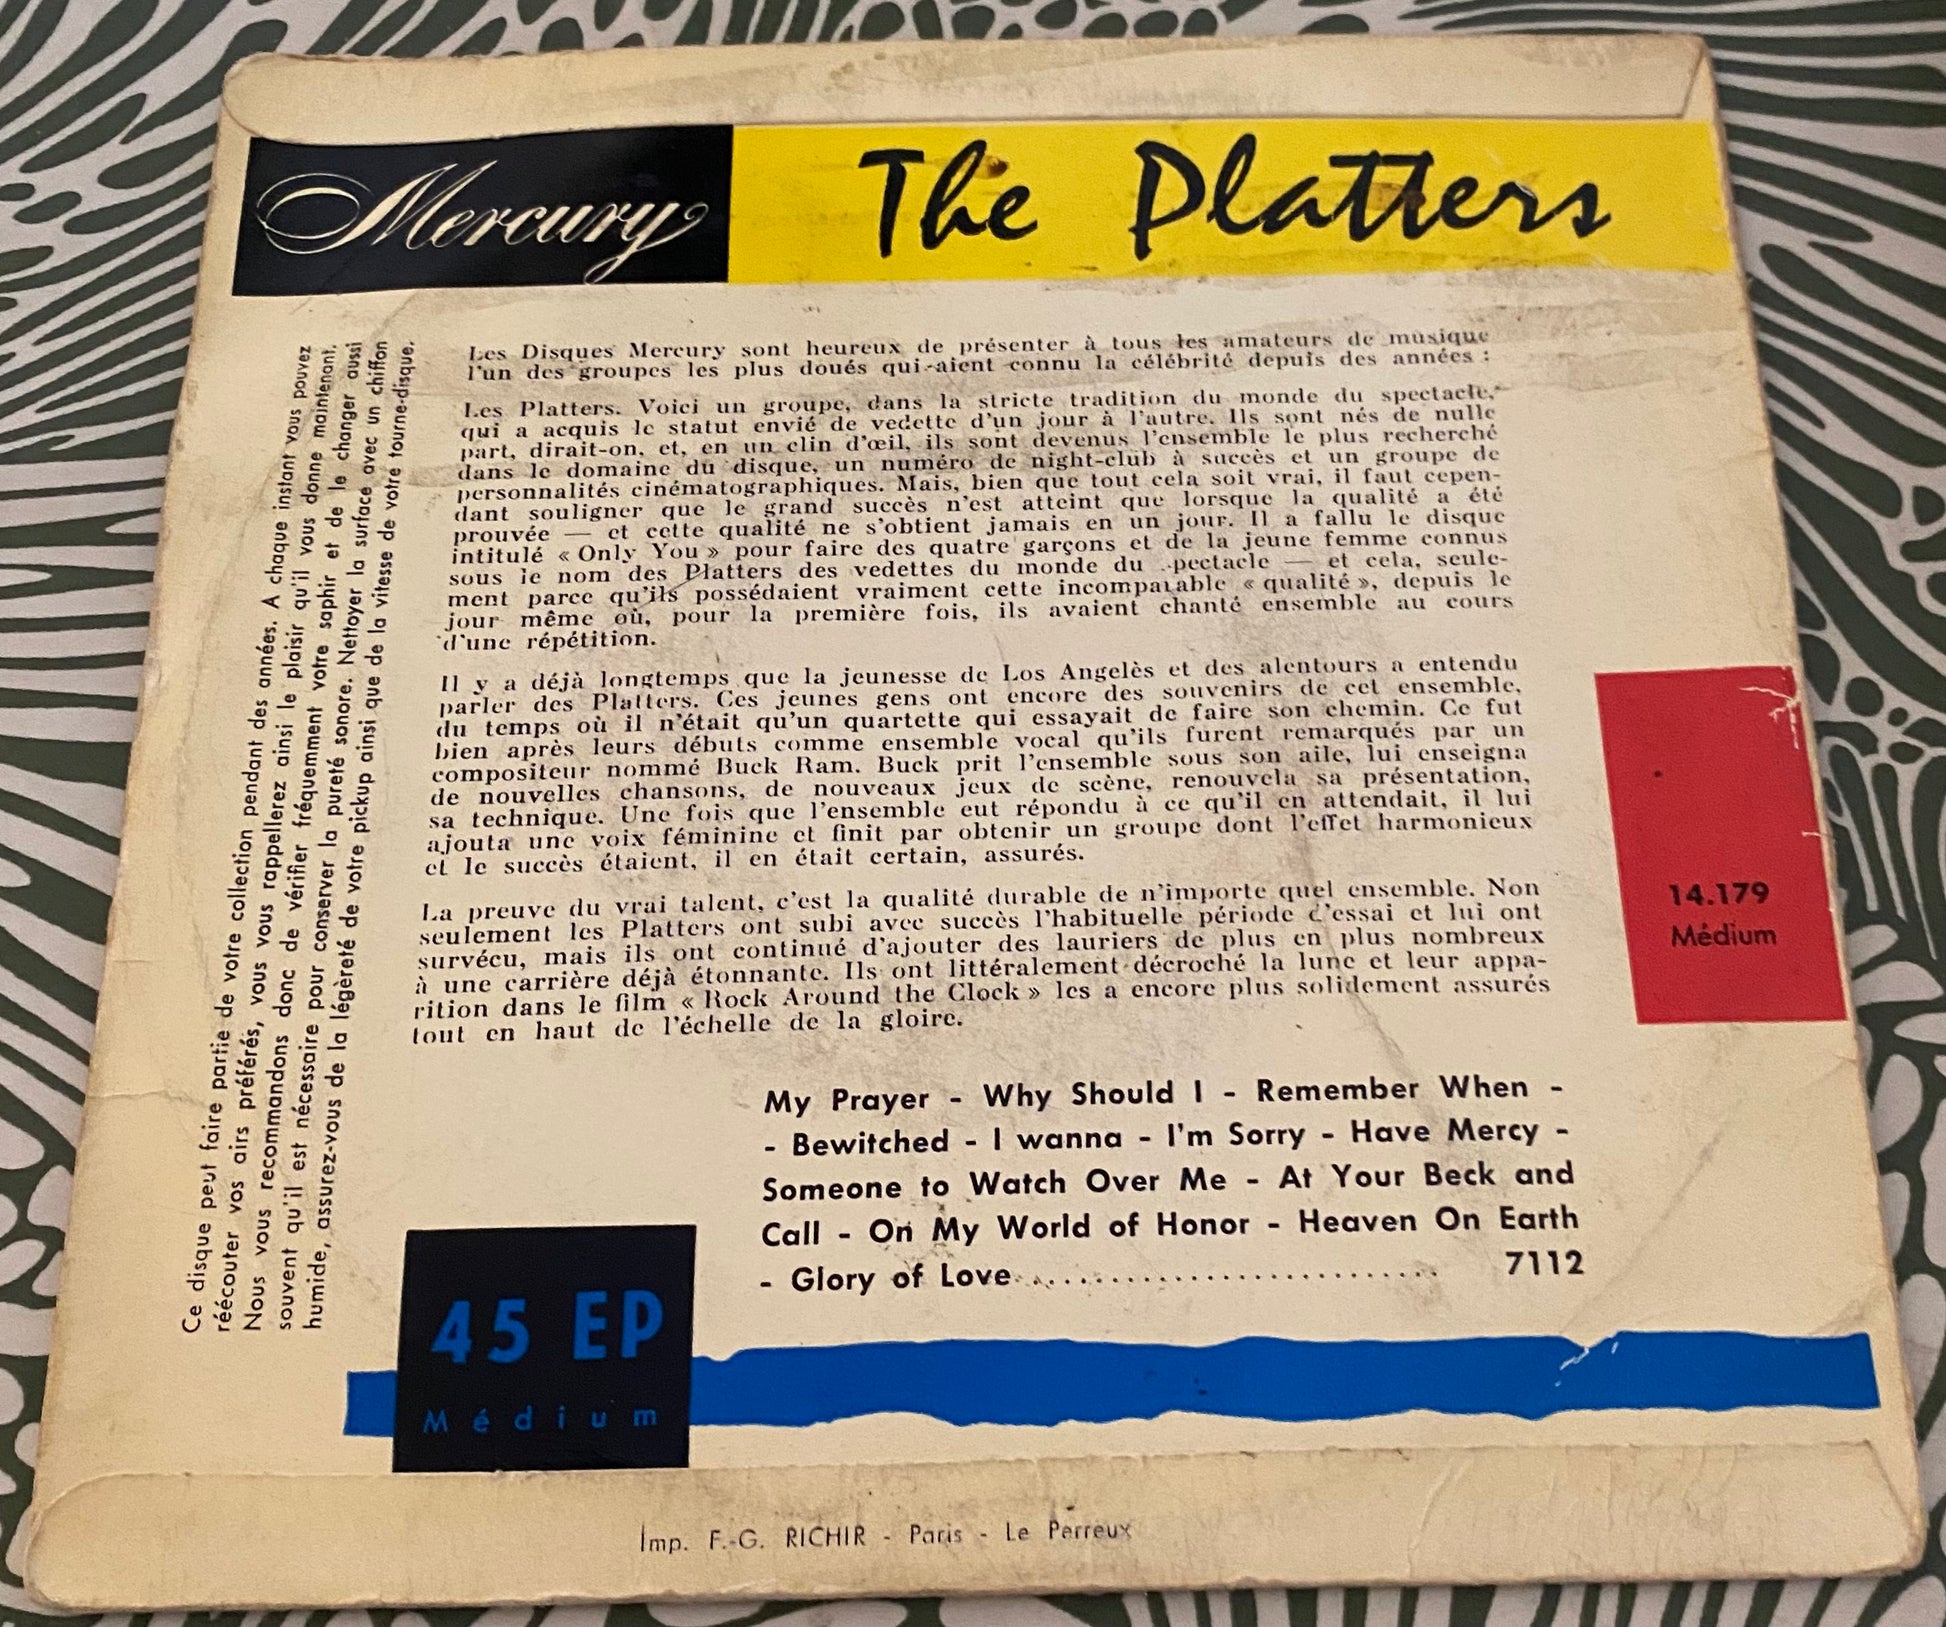 Mercury
The Platters
Les Disques Mercury sont heureux de présenter à tous les amateurs de musique
l'un des groupes les plus doués qui aient connu la célébrité depuis des années :
Les Platters. Voici un groupe, dans la stricte tradition du monde du spectacle,
qui a acquis le statut envié de vedette d'un jour à l'autre. Ils sont nés de nulle
part, dirait-on, et, en un clin d'œil, ils sont devenus l'ensemble le plus recherché
dans le domaine du disque, un numéro de night-club à succès et un groupe de
personnalités cinématographiques. Mais, bien que tout cela soit vrai, il faut cepen-
dant souligner que le grand succès n'est atteint que lorsque la qualité a été
prouvée — et cette qualité ne s'obtient jamais en un jour. Il a fallu le disque
intitulé « Only You » pour faire des quatre garçons et de la jeune femme connus
sous le nom des Platters des vedettes du monde du spectacle — et cela, seule-
ment parce qu'ils possédaient vraiment cette incomparable « qualité », depuis le
jour même où, pour la première fois, ils avaient chanté ensemble au cours
d'une répétition.
Il y a déjà longtemps que la jeunesse de Los Angelès et des alentours a entendu
parler des Platters. Ces jeunes gens ont encore des souvenirs de cet ensemble,
du temps où il n'était qu'un quartette qui essayait de faire son chemin. Ce fut
bien après leurs débuts comme ensemble vocal qu'ils furent remarqués par un
compositeur nommé Buck Ram. Buck prit l'ensemble sous son aile, lui enseigna
de nouvelles chansons, de nouveaux jeux de scène, renouvela sa présentation,
sa technique. Une fois que l'ensemble eut répondu à ce qu'il en attendait, il lui
ajouta une voix féminine et finit par obtenir un groupe dont l'effet harmonieux
et le succès étaient, il en était certain, assurés.
La preuve du vrai talent, c'est la qualité durable de n'importe quel ensemble. Non
seulement les Platters ont subi avec succès l'habituelle période d'essai et lui ont
survécu, mais ils ont continué d'ajouter des lauriers de plus en plus nombreux
à une carrière déjà étonnante. Ils ont littéralement décroché la lune et leur appa-
rition dans le film « Rock Around the Clock » les a encore plus solidement assurés
tout en haut de l'échelle de la gloire.
Ce disque peut faire partie de votre collection pendant des années. A chaque instant vous pouvez
réécouter vos airs préférés, vous vous rappellerez ainsi le plaisir qu'il vous donne maintenant.
Nous vous recommandons donc de vérifier fréquemment votre saphir et de le changer aussi
souvent qu'il est nécessaire pour conserver la pureté sonore. Nettoyer la surface avec un chiffon
humide, assurez-vous de la légèreté de votre pickup ainsi que de la vitesse de votre tourne-disque.
14.179
Médium
My Prayer - Why Should I - Remember When -
- Bewitched - I wanna - I'm Sorry - Have Mercy -
Someone to Watch Over Me - At Your Beck and
Call - On My World of Honor - Heaven On Earth
- Glory of Love .......................... 7112
45 EP
Médium
Imp. F.-G. RICHIR - Paris - Le Perreux